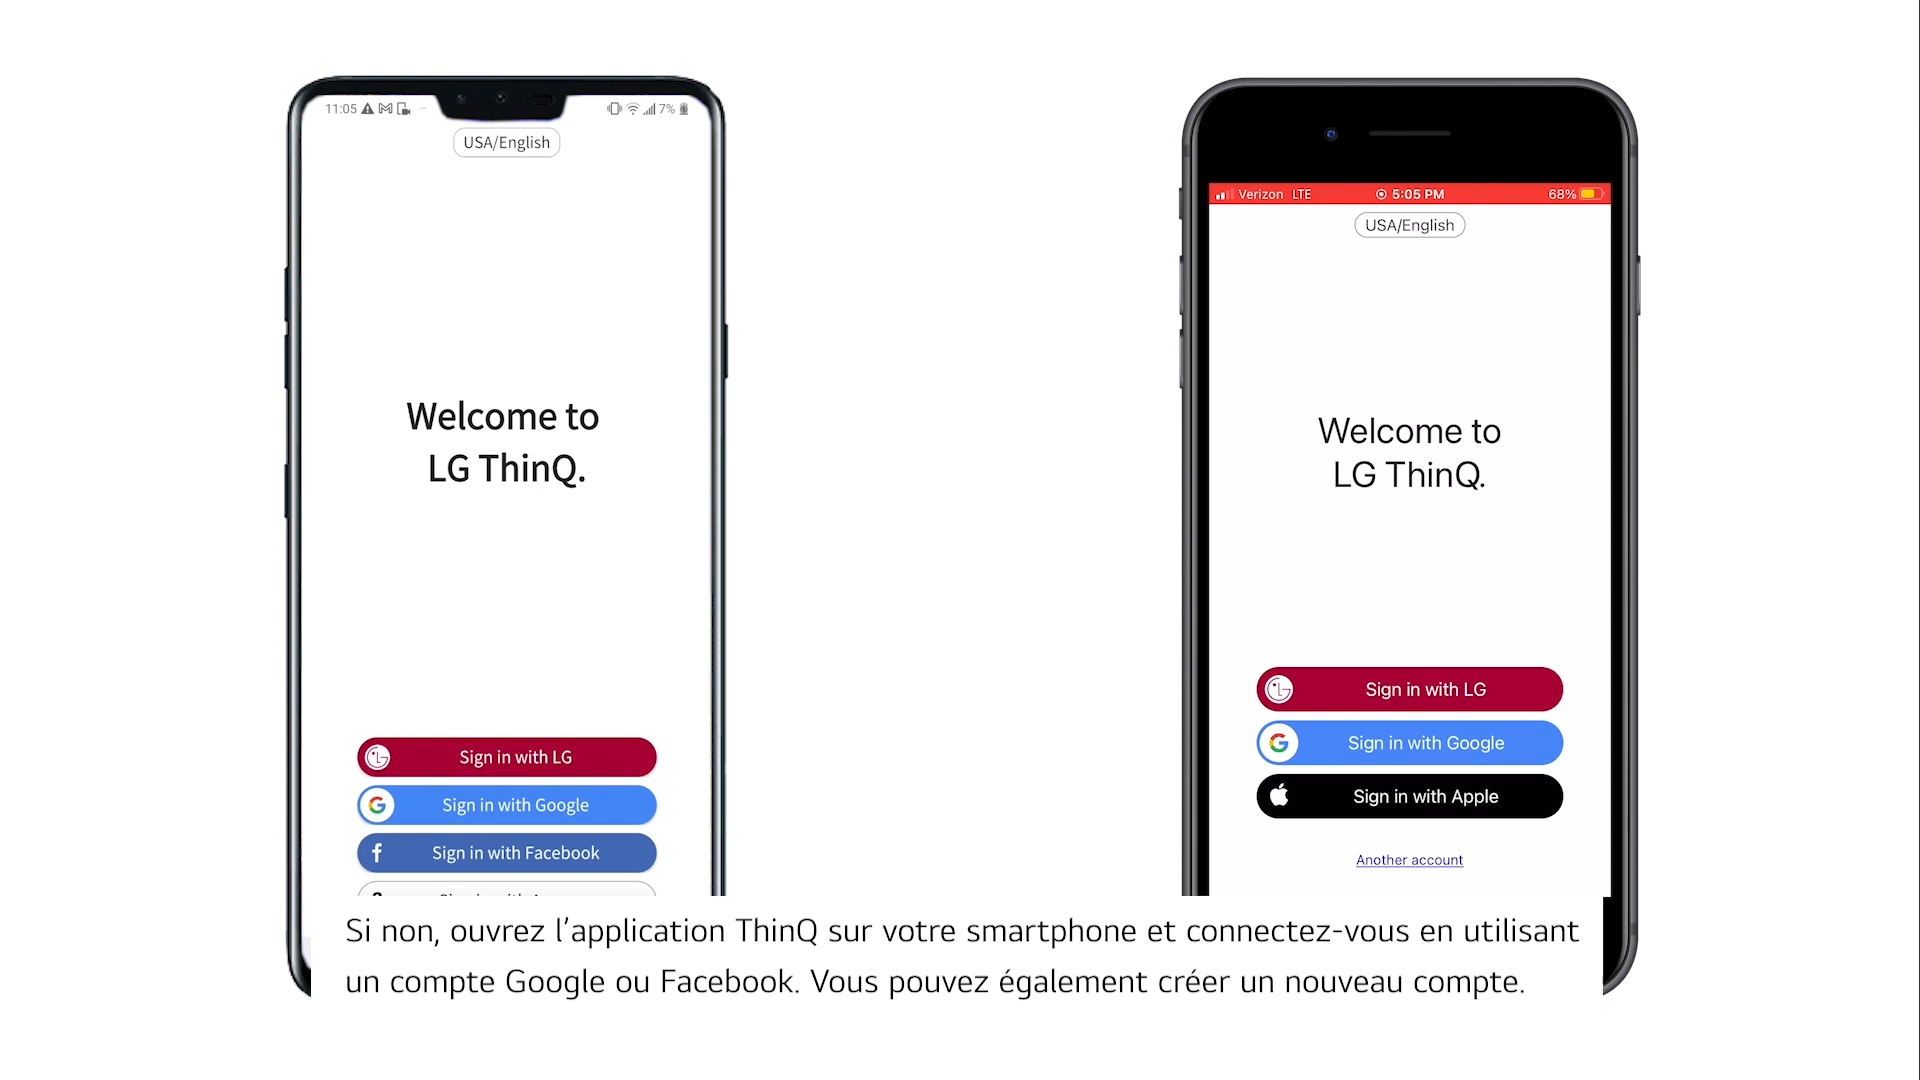 11:05
7%
USA/English
Welcome to
LG ThinQ.
Sign in with LG
Sign in with Google
Sign in with Facebook
Verizon LTE
5:05 PM
68%
USA/English
Welcome to
LG ThinQ.
Sign in with LG
Sign in with Google
Sign in with Apple
Another account
Si non, ouvrez l’application ThinQ sur votre smartphone et connectez-vous en utilisant
un compte Google ou Facebook. Vous pouvez également créer un nouveau compte.